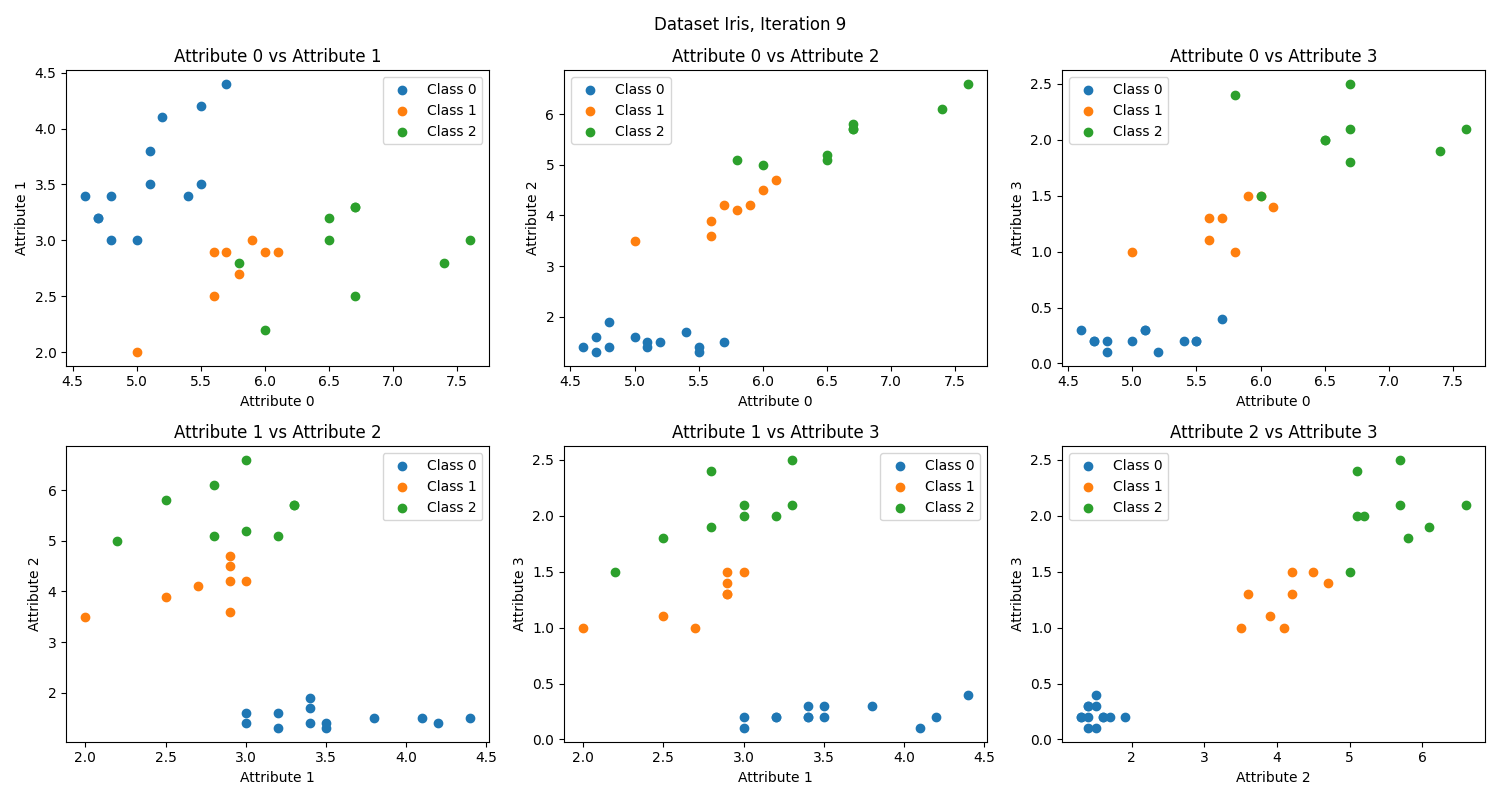 Dataset Iris, Iteration 9
Attribute 0 vs Attribute 1
4.5
4.0
3.5
3.0
2.5
2.0
Attribute 1
4.5 5.0 5.5 6.0 6.5 7.0 7.5
Attribute 0
Class 0
Class 1
Class 2
Attribute 0 vs Attribute 2
6
5
4
3
2
Attribute 2
4.5 5.0 5.5 6.0 6.5 7.0 7.5
Attribute 0
Class 0
Class 1
Class 2
Attribute 0 vs Attribute 3
2.5
2.0
1.5
1.0
0.5
0.0
Attribute 3
4.5 5.0 5.5 6.0 6.5 7.0 7.5
Attribute 0
Class 0
Class 1
Class 2
Attribute 1 vs Attribute 2
6
5
4
3
2
Attribute 2
2.0 2.5 3.0 3.5 4.0 4.5
Attribute 1
Class 0
Class 1
Class 2
Attribute 1 vs Attribute 3
2.5
2.0
1.5
1.0
0.5
0.0
Attribute 3
2.0 2.5 3.0 3.5 4.0 4.5
Attribute 1
Class 0
Class 1
Class 2
Attribute 2 vs Attribute 3
2.5
2.0
1.5
1.0
0.5
0.0
Attribute 3
2 3 4 5 6
Attribute 2
Class 0
Class 1
Class 2